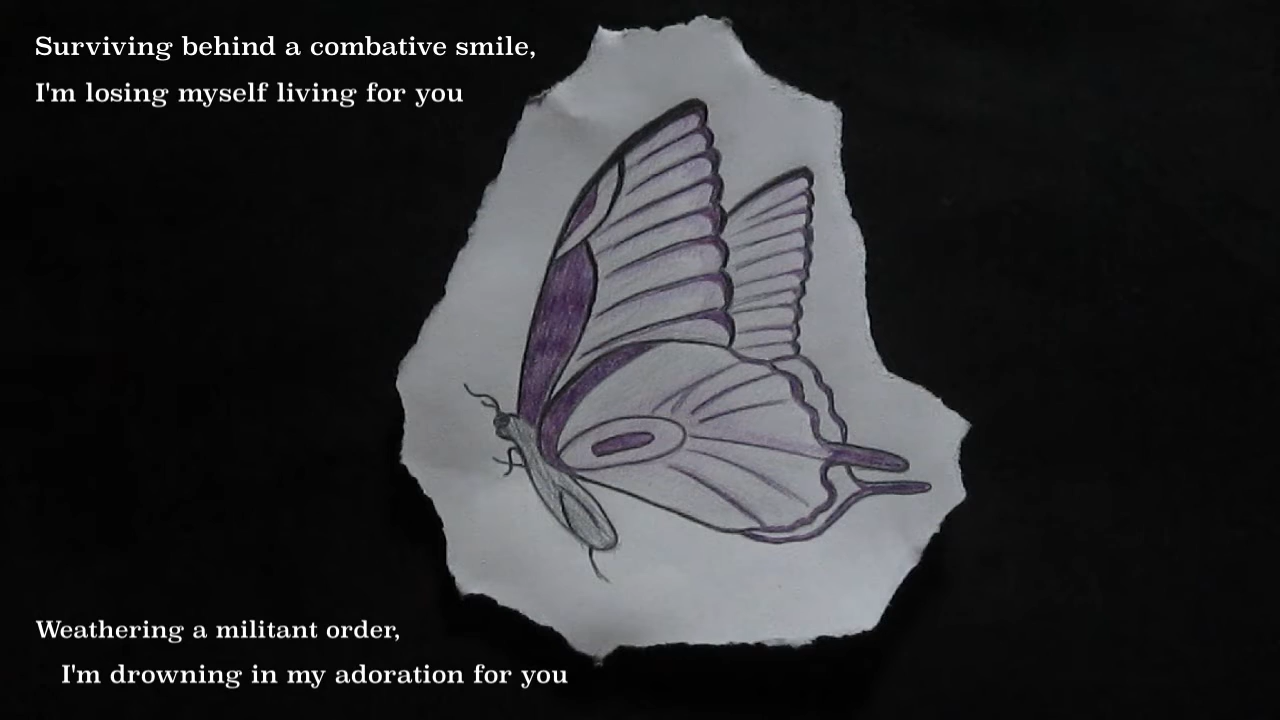 Surviving behind a combative smile,
I'm losing myself living for you
Weathering a militant order,
I'm drowning in my adoration for you